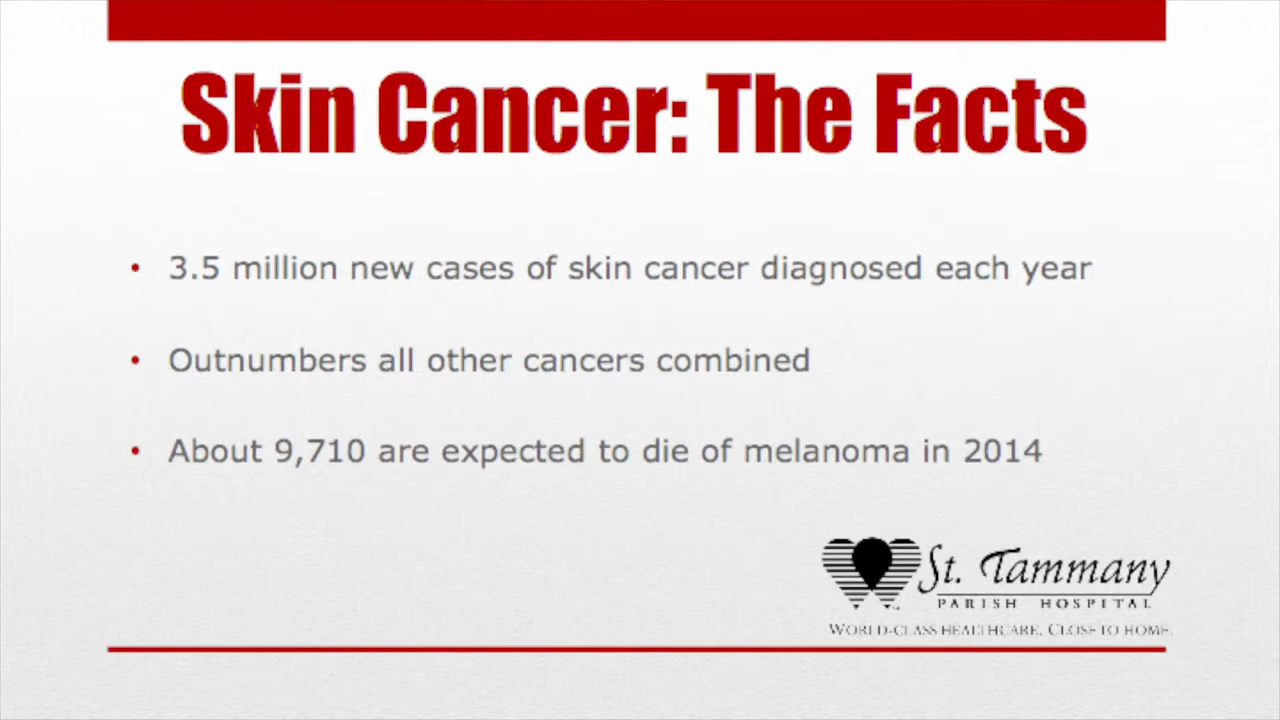 Skin Cancer: The Facts
• 3.5 million new cases of skin cancer diagnosed each year
• Outnumbers all other cancers combined
• About 9,710 are expected to die of melanoma in 2014
St. Tammany
PARISH HOSPITAL
WORLD-CLASS HEALTHCARE. CLOSE TO HOME.